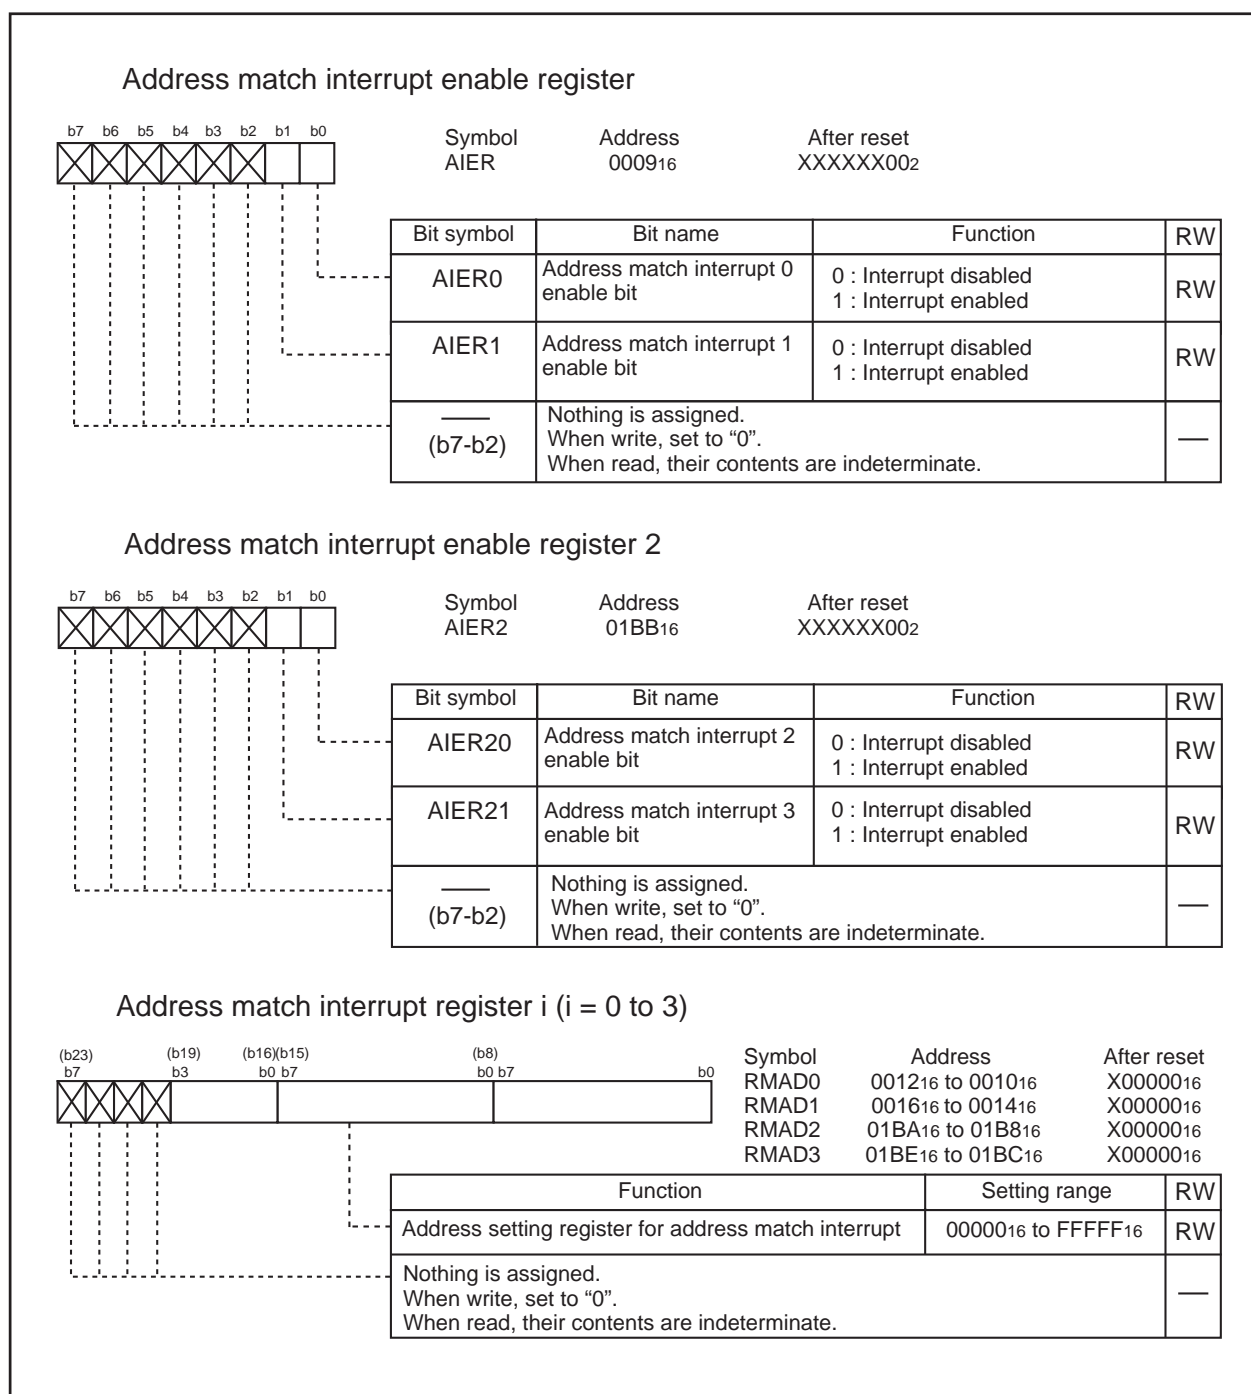 Address match interrupt enable register
b7 b6 b5 b4 b3 b2 b1 b0
Symbol Address After reset
AIER 000916 XXXXXX002
Bit symbol Bit name Function RW
AIER0 Address match interrupt 0 enable bit 0 : Interrupt disabled 1 : Interrupt enabled RW
AIER1 Address match interrupt 1 enable bit 0 : Interrupt disabled 1 : Interrupt enabled RW
—
(b7-b2)
Nothing is assigned.
When write, set to “0”.
When read, their contents are indeterminate.
—
Address match interrupt enable register 2
b7 b6 b5 b4 b3 b2 b1 b0
Symbol Address After reset
AIER2 01BB16 XXXXXX002
Bit symbol Bit name Function RW
AIER20 Address match interrupt 2 enable bit 0 : Interrupt disabled 1 : Interrupt enabled RW
AIER21 Address match interrupt 3 enable bit 0 : Interrupt disabled 1 : Interrupt enabled RW
—
(b7-b2)
Nothing is assigned.
When write, set to “0”.
When read, their contents are indeterminate.
—
Address match interrupt register i (i = 0 to 3)
(b23) (b19) (b16)(b15) (b8)
b7 b3 b0 b7 b0 b7 b0
Symbol Address After reset
RMAD0 001216 to 001016 X0000016
RMAD1 001616 to 001416 X0000016
RMAD2 01BA16 to 01B816 X0000016
RMAD3 01BE16 to 01BC16 X0000016
Function Setting range RW
Address setting register for address match interrupt 0000016 to FFFFF16 RW
Nothing is assigned.
When write, set to “0”.
When read, their contents are indeterminate.
—